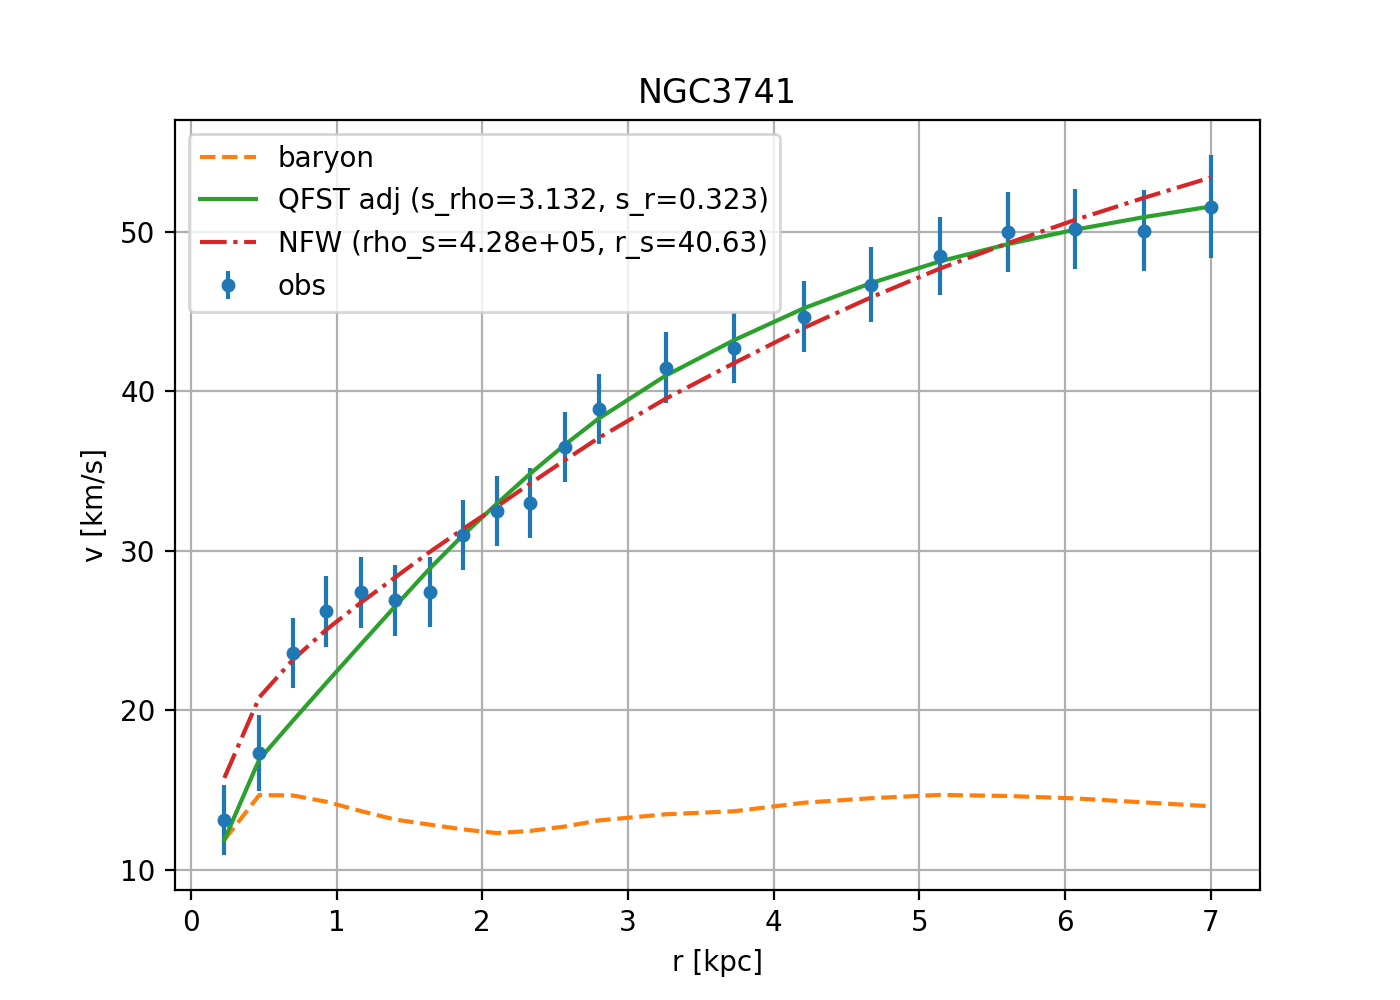 NGC3741
baryon
QFST adj (s_rho=3.132, s_r=0.323)
NFW (rho_s=4.28e+05, r_s=40.63)
obs
50
40
30
20
10
v [km/s]
0 1 2 3 4 5 6 7
r [kpc]